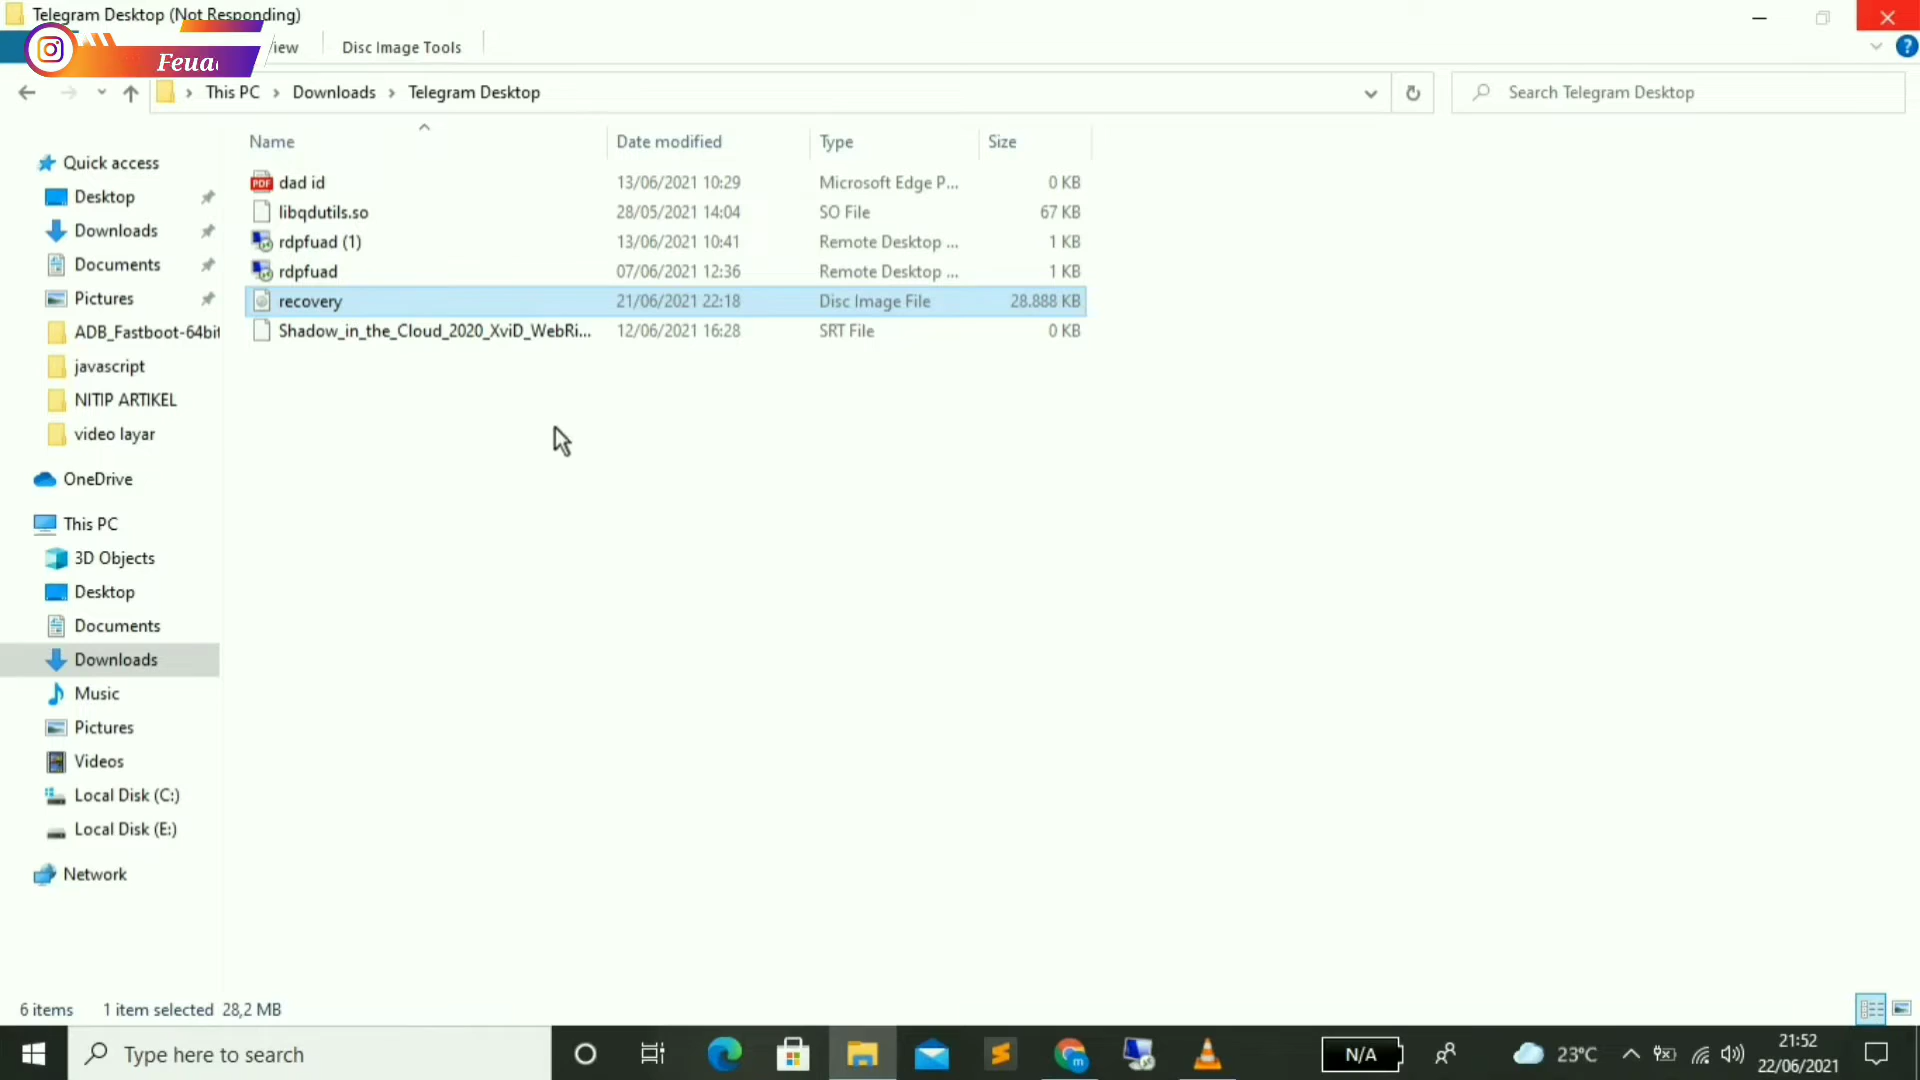 Telegram Desktop (Not Responding)
Feua
iew
Disc Image Tools
This PC > Downloads > Telegram Desktop
Search Telegram Desktop
Name Date modified Type Size
dad id 13/06/2021 10:29 Microsoft Edge P... 0 KB
libqdutils.so 28/05/2021 14:04 SO File 67 KB
rdpfuad (1) 13/06/2021 10:41 Remote Desktop ... 1 KB
rdpfuad 07/06/2021 12:36 Remote Desktop ... 1 KB
recovery 21/06/2021 22:18 Disc Image File 28.888 KB
Shadow_in_the_Cloud_2020_XviD_WebRi... 12/06/2021 16:28 SRT File 0 KB
Quick access
Desktop
Downloads
Documents
Pictures
ADB_Fastboot-64bit
javascript
NITIP ARTIKEL
video layar
OneDrive
This PC
3D Objects
Desktop
Documents
Downloads
Music
Pictures
Videos
Local Disk (C:)
Local Disk (E:)
Network
6 items 1 item selected 28,2 MB
Type here to search
N/A
23°C
21:52
22/06/2021